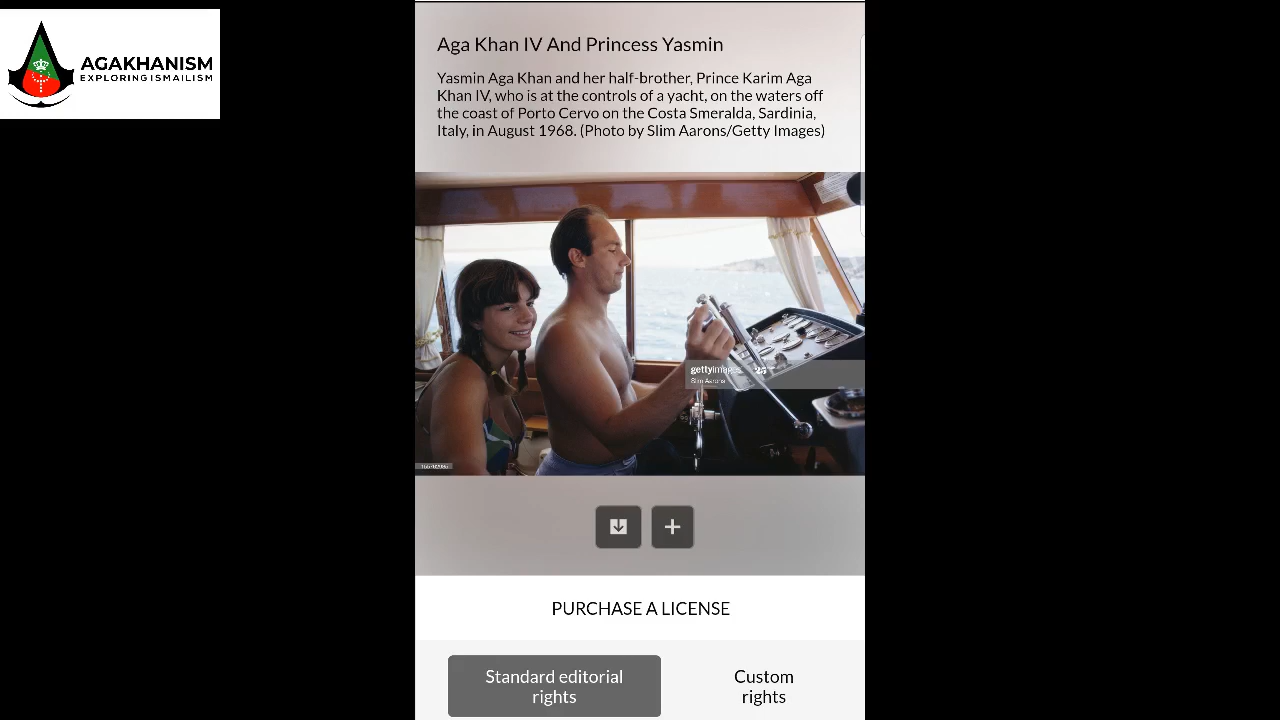 AGAKHANISM
EXPLORING ISMAILISM
Aga Khan IV And Princess Yasmin
Yasmin Aga Khan and her half-brother, Prince Karim Aga
Khan IV, who is at the controls of a yacht, on the waters off
the coast of Porto Cervo on the Costa Smeralda, Sardinia,
Italy, in August 1968. (Photo by Slim Aarons/Getty Images)
gettyimages
Slim Aarons
PURCHASE A LICENSE
Standard editorial
rights
Custom
rights